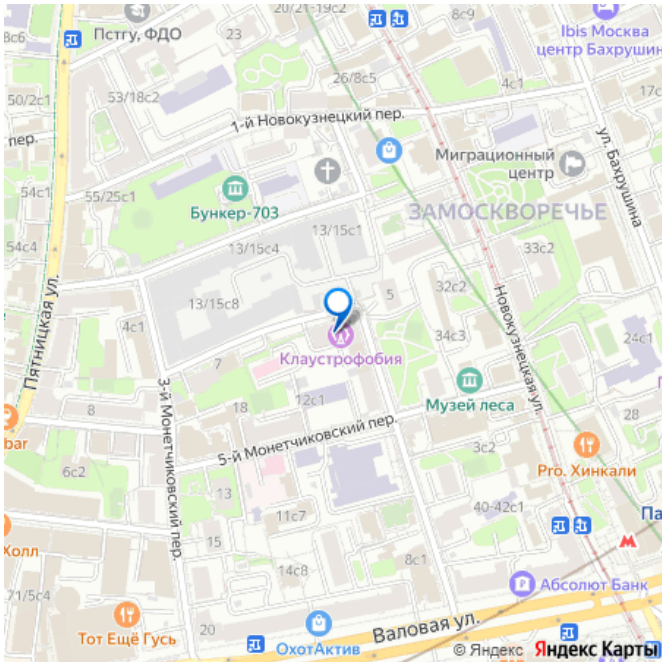 20/21-19с2
8с6
Пстгу, ФДО
23
8с9
Ibis Москва
центр Бахрушин
26/8с5
4с1
50/2с1
53/18с2
1-й Новокузнецкий пер.
пер.
Миграционный
центр
ул. Бахрушина
54с1
55/25с1
Бункер-703
ЗАМОСКВОРЕЧЬЕ
13/15с1
54с4
13/15с4
33с2
Пятницкая ул.
13/15с8
5
32с2
Новокузнецкая ул.
4с1
34с3
24с1
7
Клаустрофобия
3-й Монетчиковский пер.
12с1
Музей леса
8
18
28
bar
5-й Монетчиковский пер.
3с2
6с2
Pro. Хинкали
13
40-42с1
11с7
Па
Холл
15
8с1
14с8
Абсолют Банк
71/5с4
Тот Ещё Гусь
20
ОхотАктив
Валовая ул.
© Яндекс Яндекс Карты